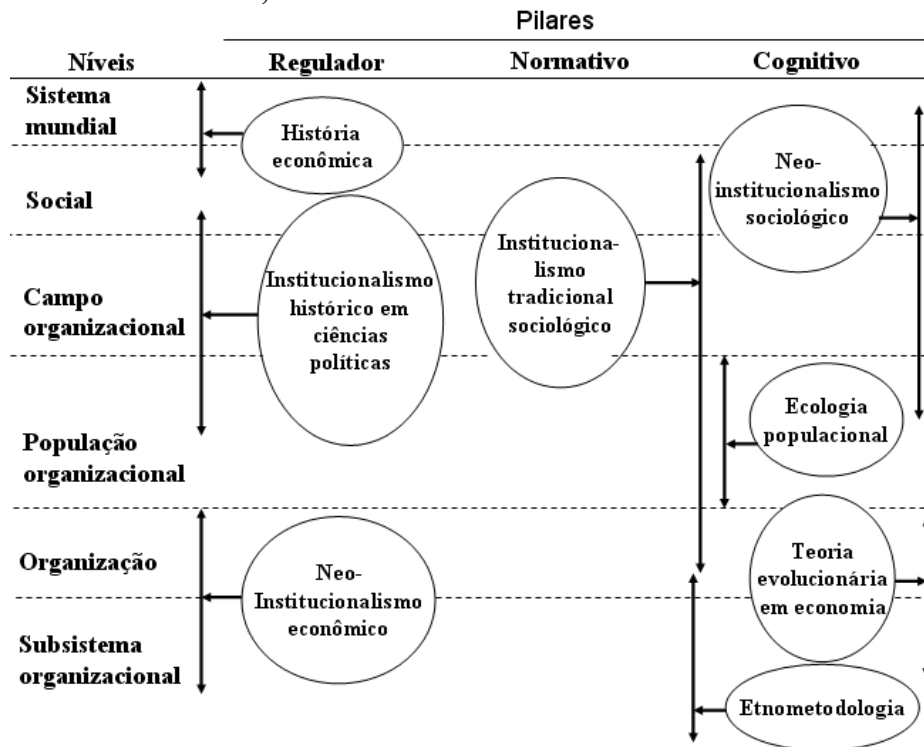 Pilares
Níveis Regulador Normativo Cognitivo
Sistema
mundial
História
econômica
Neo-
institucionalismo
sociológico
Social
Instituciona-
lismo
tradicional
sociológico
Institucionalismo
histórico em
ciências
políticas
Campo
organizacional
Ecologia
populacional
População
organizacional
Organização
Neo-
Institucionalismo
econômico
Teoria
evolucionária
em economia
Subsistema
organizacional
Etnometodologia